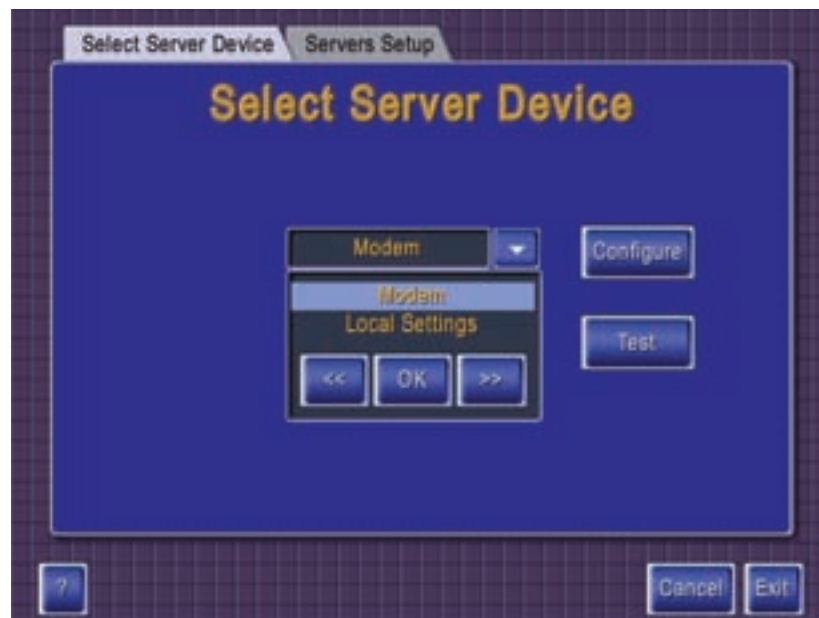 Select Server Device
Servers Setup
Select Server Device
Modem
Configure
Modem
Local Settings
Test
<<
OK
>>
?
Cancel
Exit